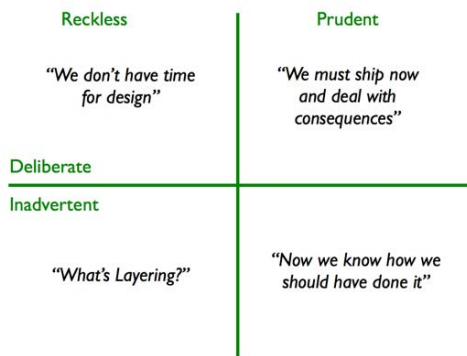 Reckless
Prudent
“We don’t have time
for design”
“We must ship now
and deal with
consequences”
Deliberate
Inadvertent
“What’s Layering?”
“Now we know how we
should have done it”